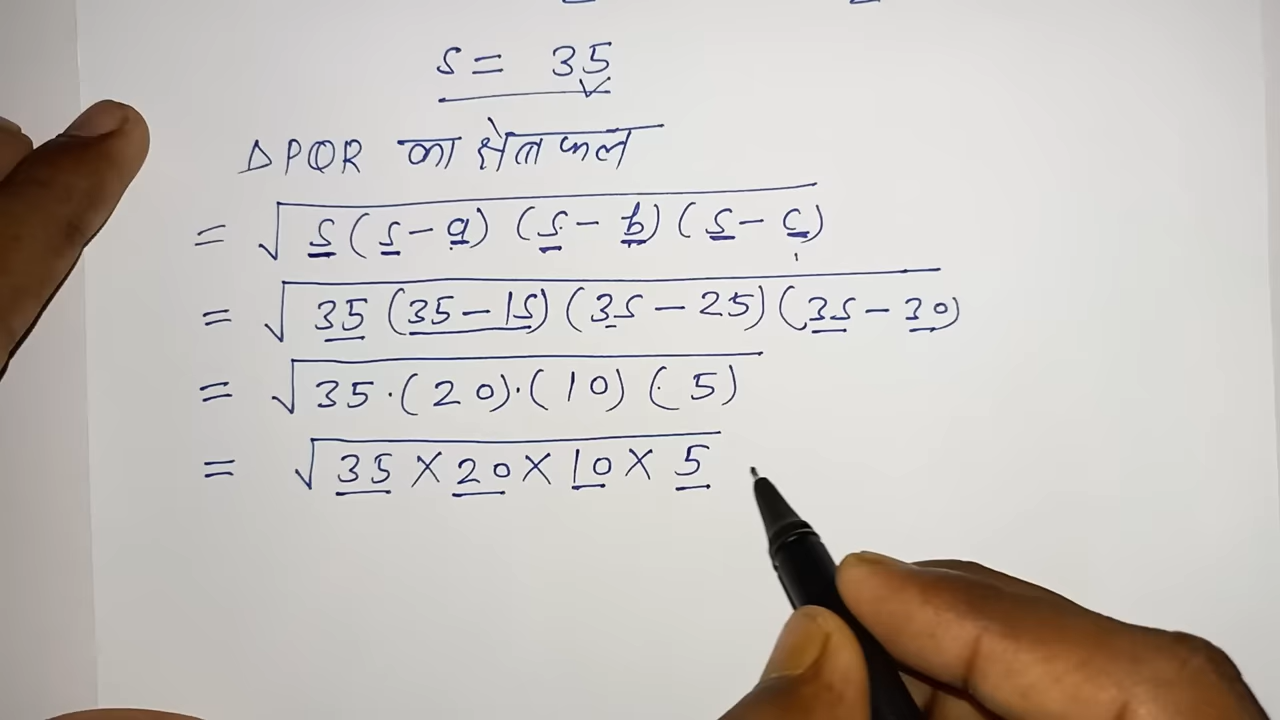 s = 35
ΔPQR का क्षेत्रफल
= √s(s-a) (s-b)(s-c)
= √35 (35-15) (35-25) (35-30)
= √35·(20)·(10) (5)
= √35×20×10×5